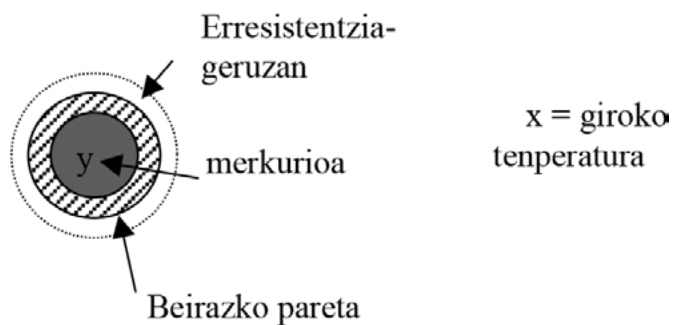 Erresistentzia-
geruzan
x = giroko
tenperatura
y
merkurioa
Beirazko pareta